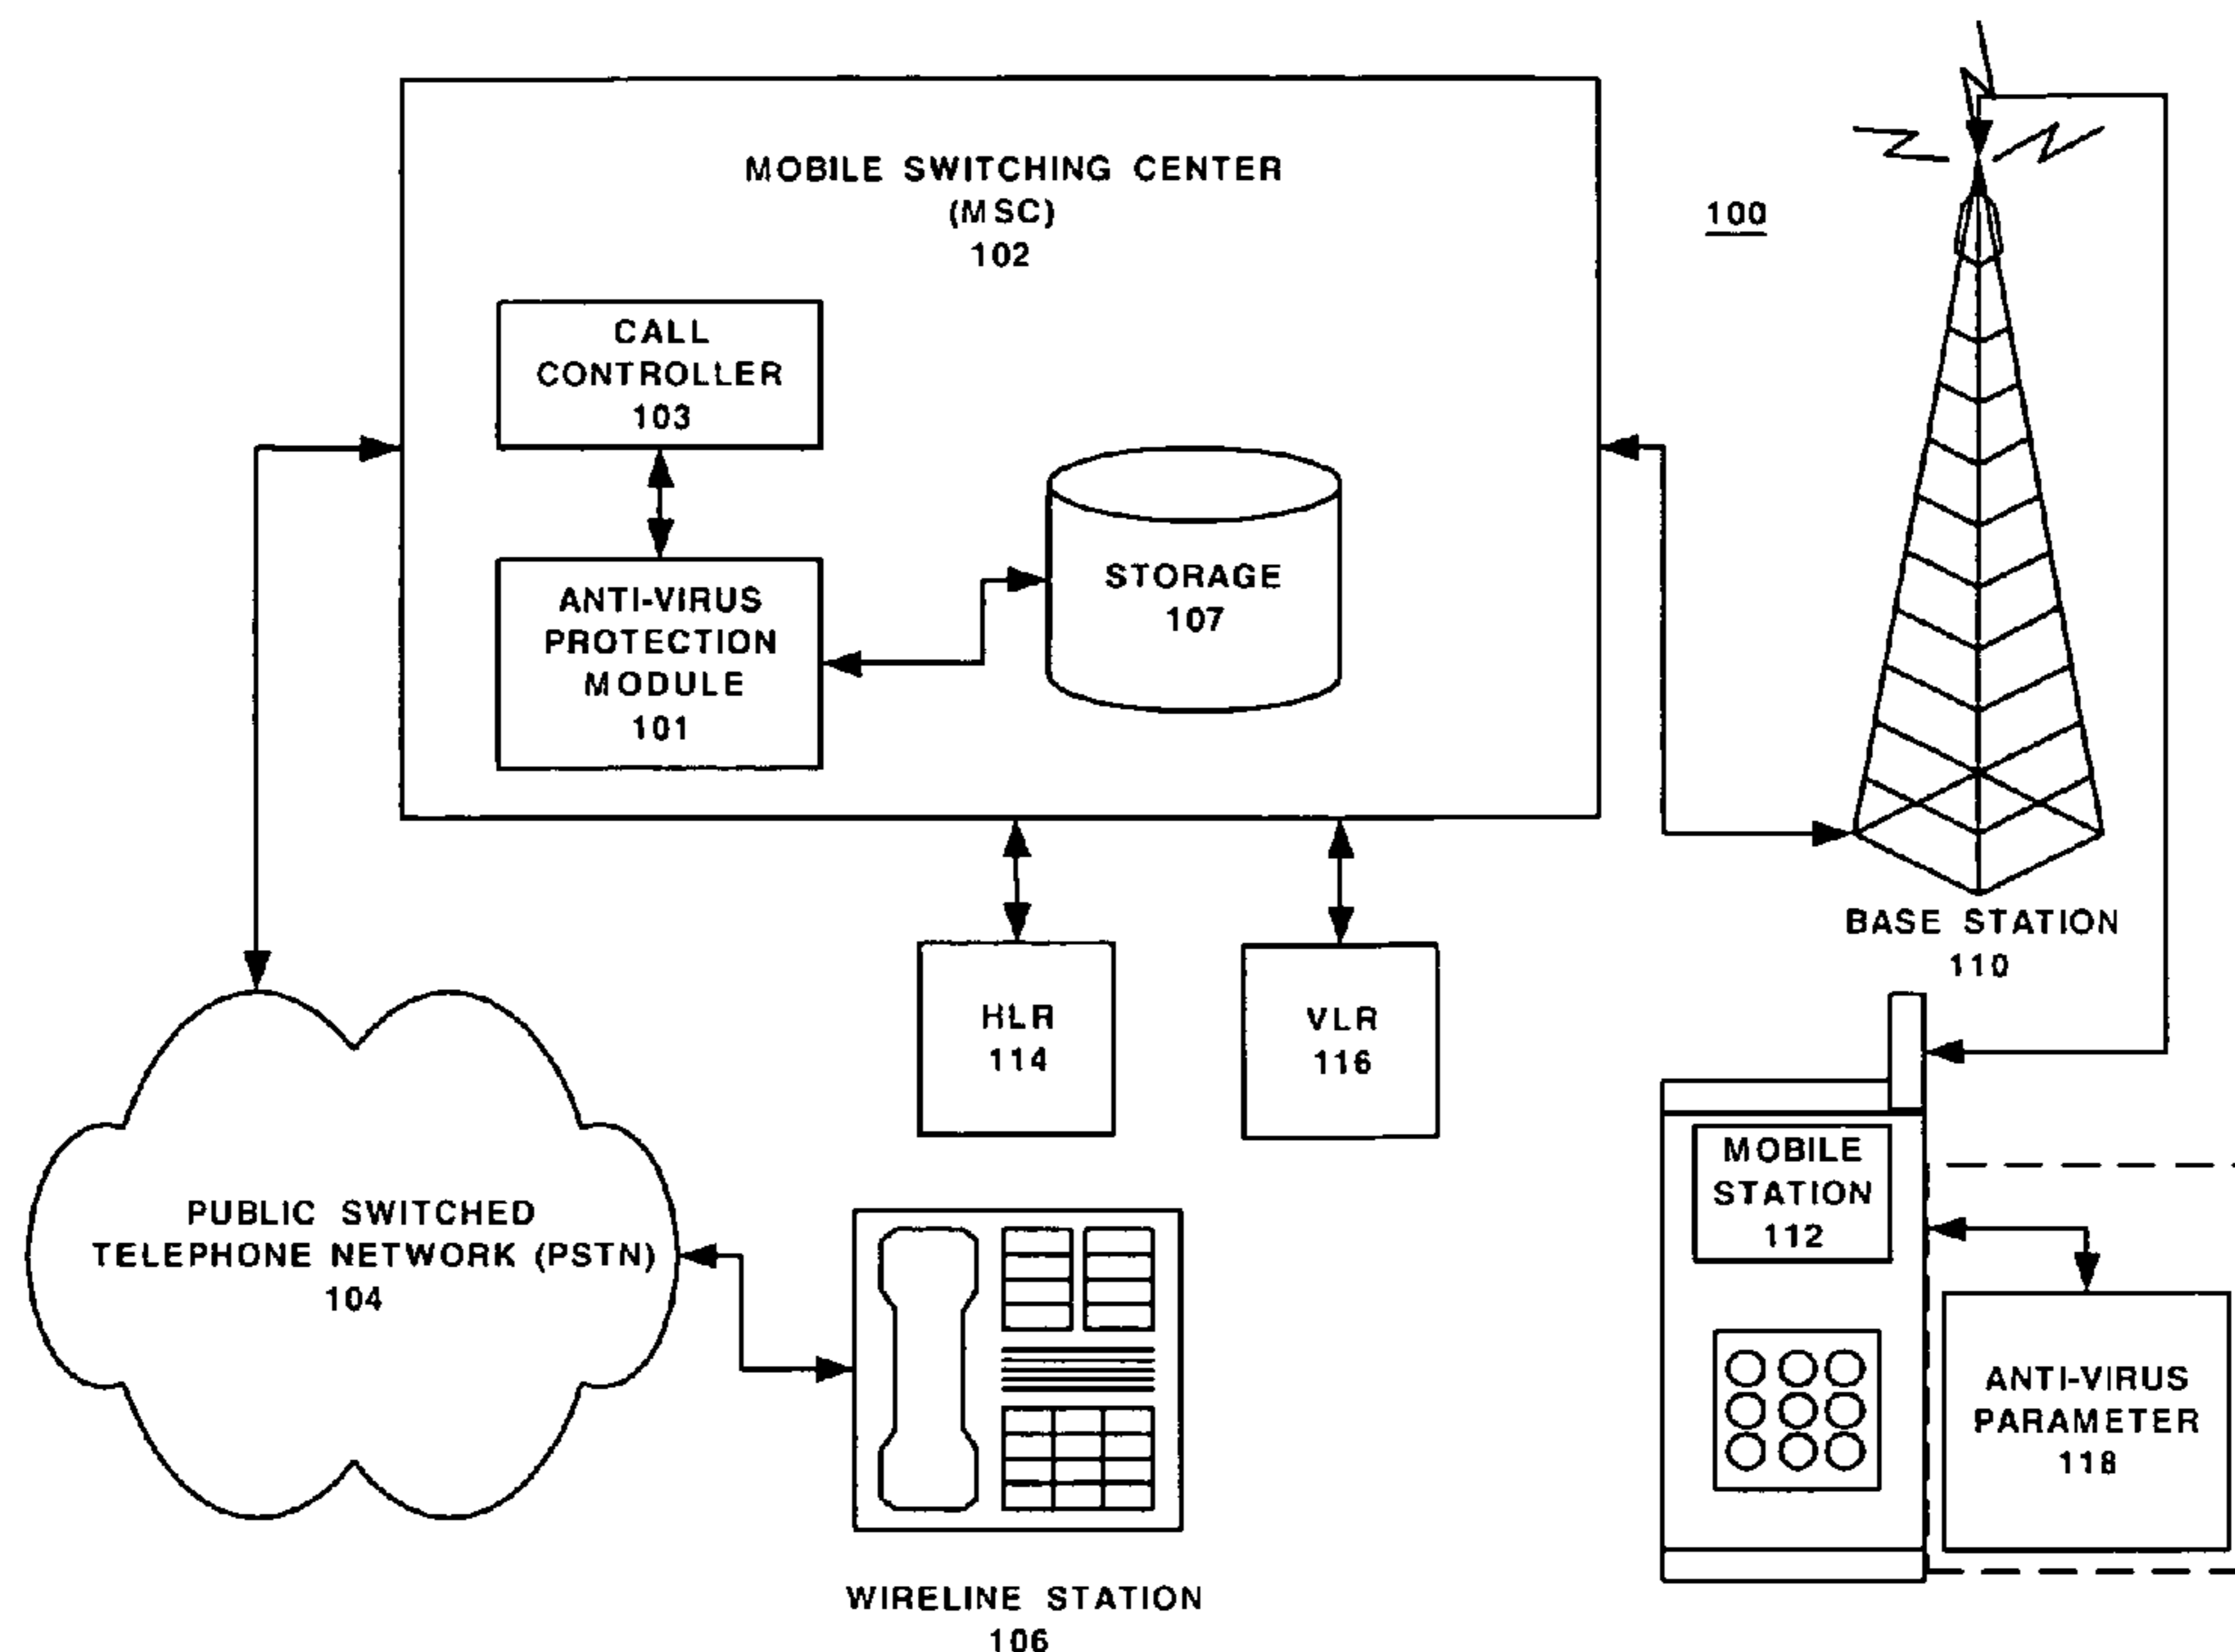 MOBILE SWITCHING CENTER
(MSC)
102
100
CALL
CONTROLLER
103
ANTI-VIRUS
PROTECTION
MODULE
101
STORAGE
107
BASE STATION
110
HLR
114
VLR
116
PUBLIC SWITCHED
TELEPHONE NETWORK (PSTN)
104
MOBILE
STATION
112
ANTI-VIRUS
PARAMETER
118
WIRELINE STATION
106